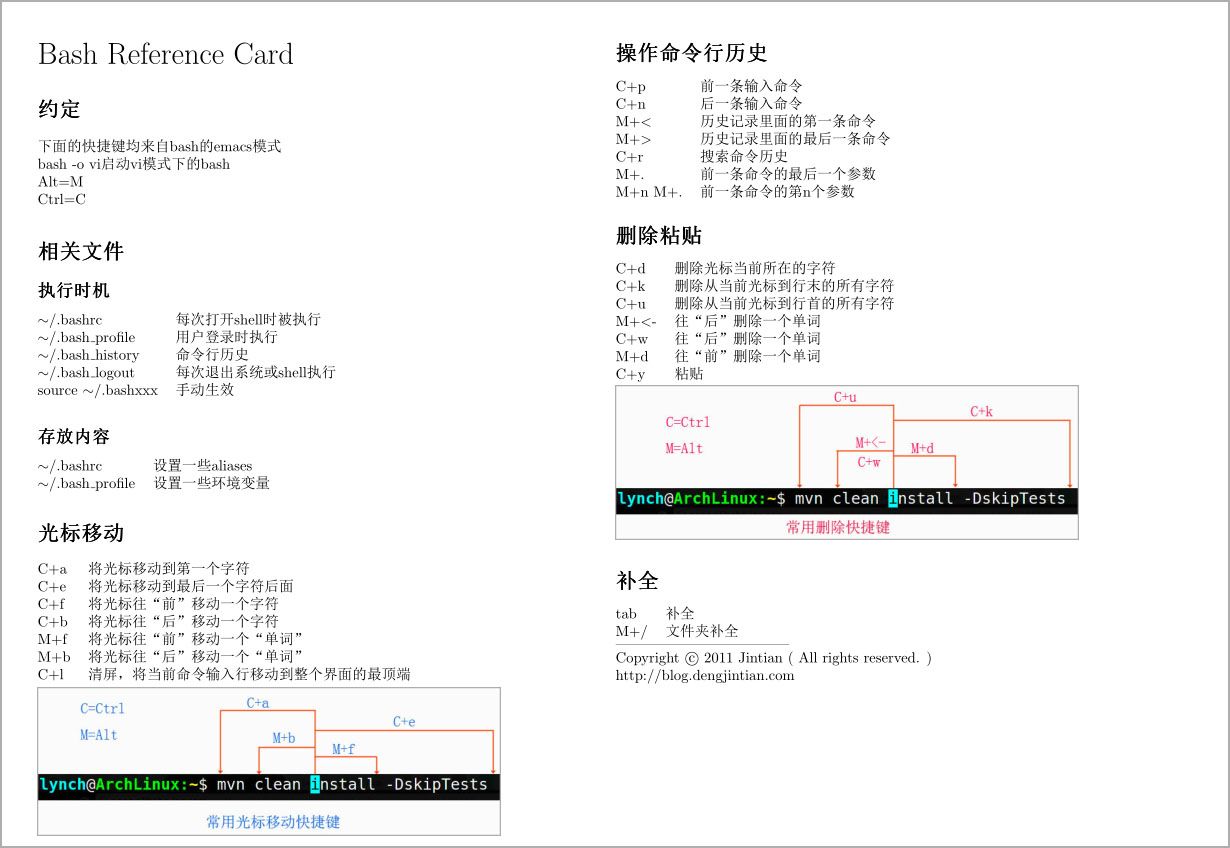 Bash Reference Card
约定
下面的快捷键均来自bash的emacs模式
bash -o vi启动vi模式下的bash
Alt=M
Ctrl=C
相关文件
执行时机
~/.bashrc 每次打开shell时被执行
~/.bash_profile 用户登录时执行
~/.bash_history 命令行历史
~/.bash_logout 每次退出系统或shell执行
source ~/.bashxxx 手动生效
存放内容
~/.bashrc 设置一些aliases
~/.bash_profile 设置一些环境变量
光标移动
C+a 将光标移动到第一个字符
C+e 将光标移动到最后一个字符后面
C+f 将光标往“前”移动一个字符
C+b 将光标往“后”移动一个字符
M+f 将光标往“前”移动一个“单词”
M+b 将光标往“后”移动一个“单词”
C+l 清屏，将当前命令输入行移动到整个界面的最顶端
C=Ctrl
M=Alt
C+a
C+e
M+b
M+f
lynch@ArchLinux:~$ mvn clean install -DskipTests
常用光标移动快捷键
操作命令行历史
C+p 前一条输入命令
C+n 后一条输入命令
M+< 历史记录里面的第一条命令
M+> 历史记录里面的最后一条命令
C+r 搜索命令历史
M+. 前一条命令的最后一个参数
M+n M+. 前一条命令的第n个参数
删除粘贴
C+d 删除光标当前所在的字符
C+k 删除从当前光标到行末的所有字符
C+u 删除从当前光标到行首的所有字符
M+<- 往“后”删除一个单词
C+w 往“后”删除一个单词
M+d 往“前”删除一个单词
C+y 粘贴
C=Ctrl
M=Alt
C+u
C+k
M+<-
C+w
M+d
lynch@ArchLinux:~$ mvn clean install -DskipTests
常用删除快捷键
补全
tab 补全
M+/ 文件夹补全
Copyright © 2011 Jintian ( All rights reserved. )
http://blog.dengjintian.com